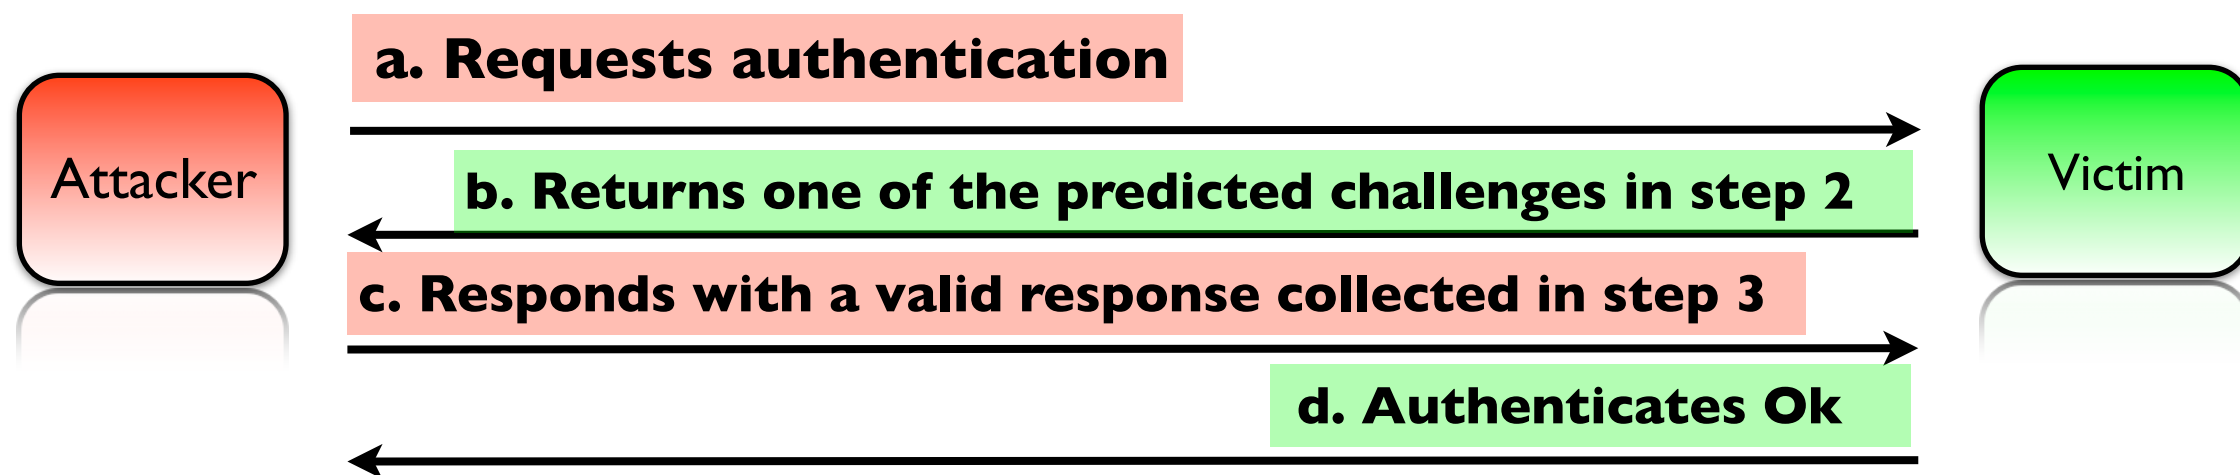 a. Requests authentication
Attacker
Victim
b. Returns one of the predicted challenges in step 2
c. Responds with a valid response collected in step 3
d. Authenticates Ok